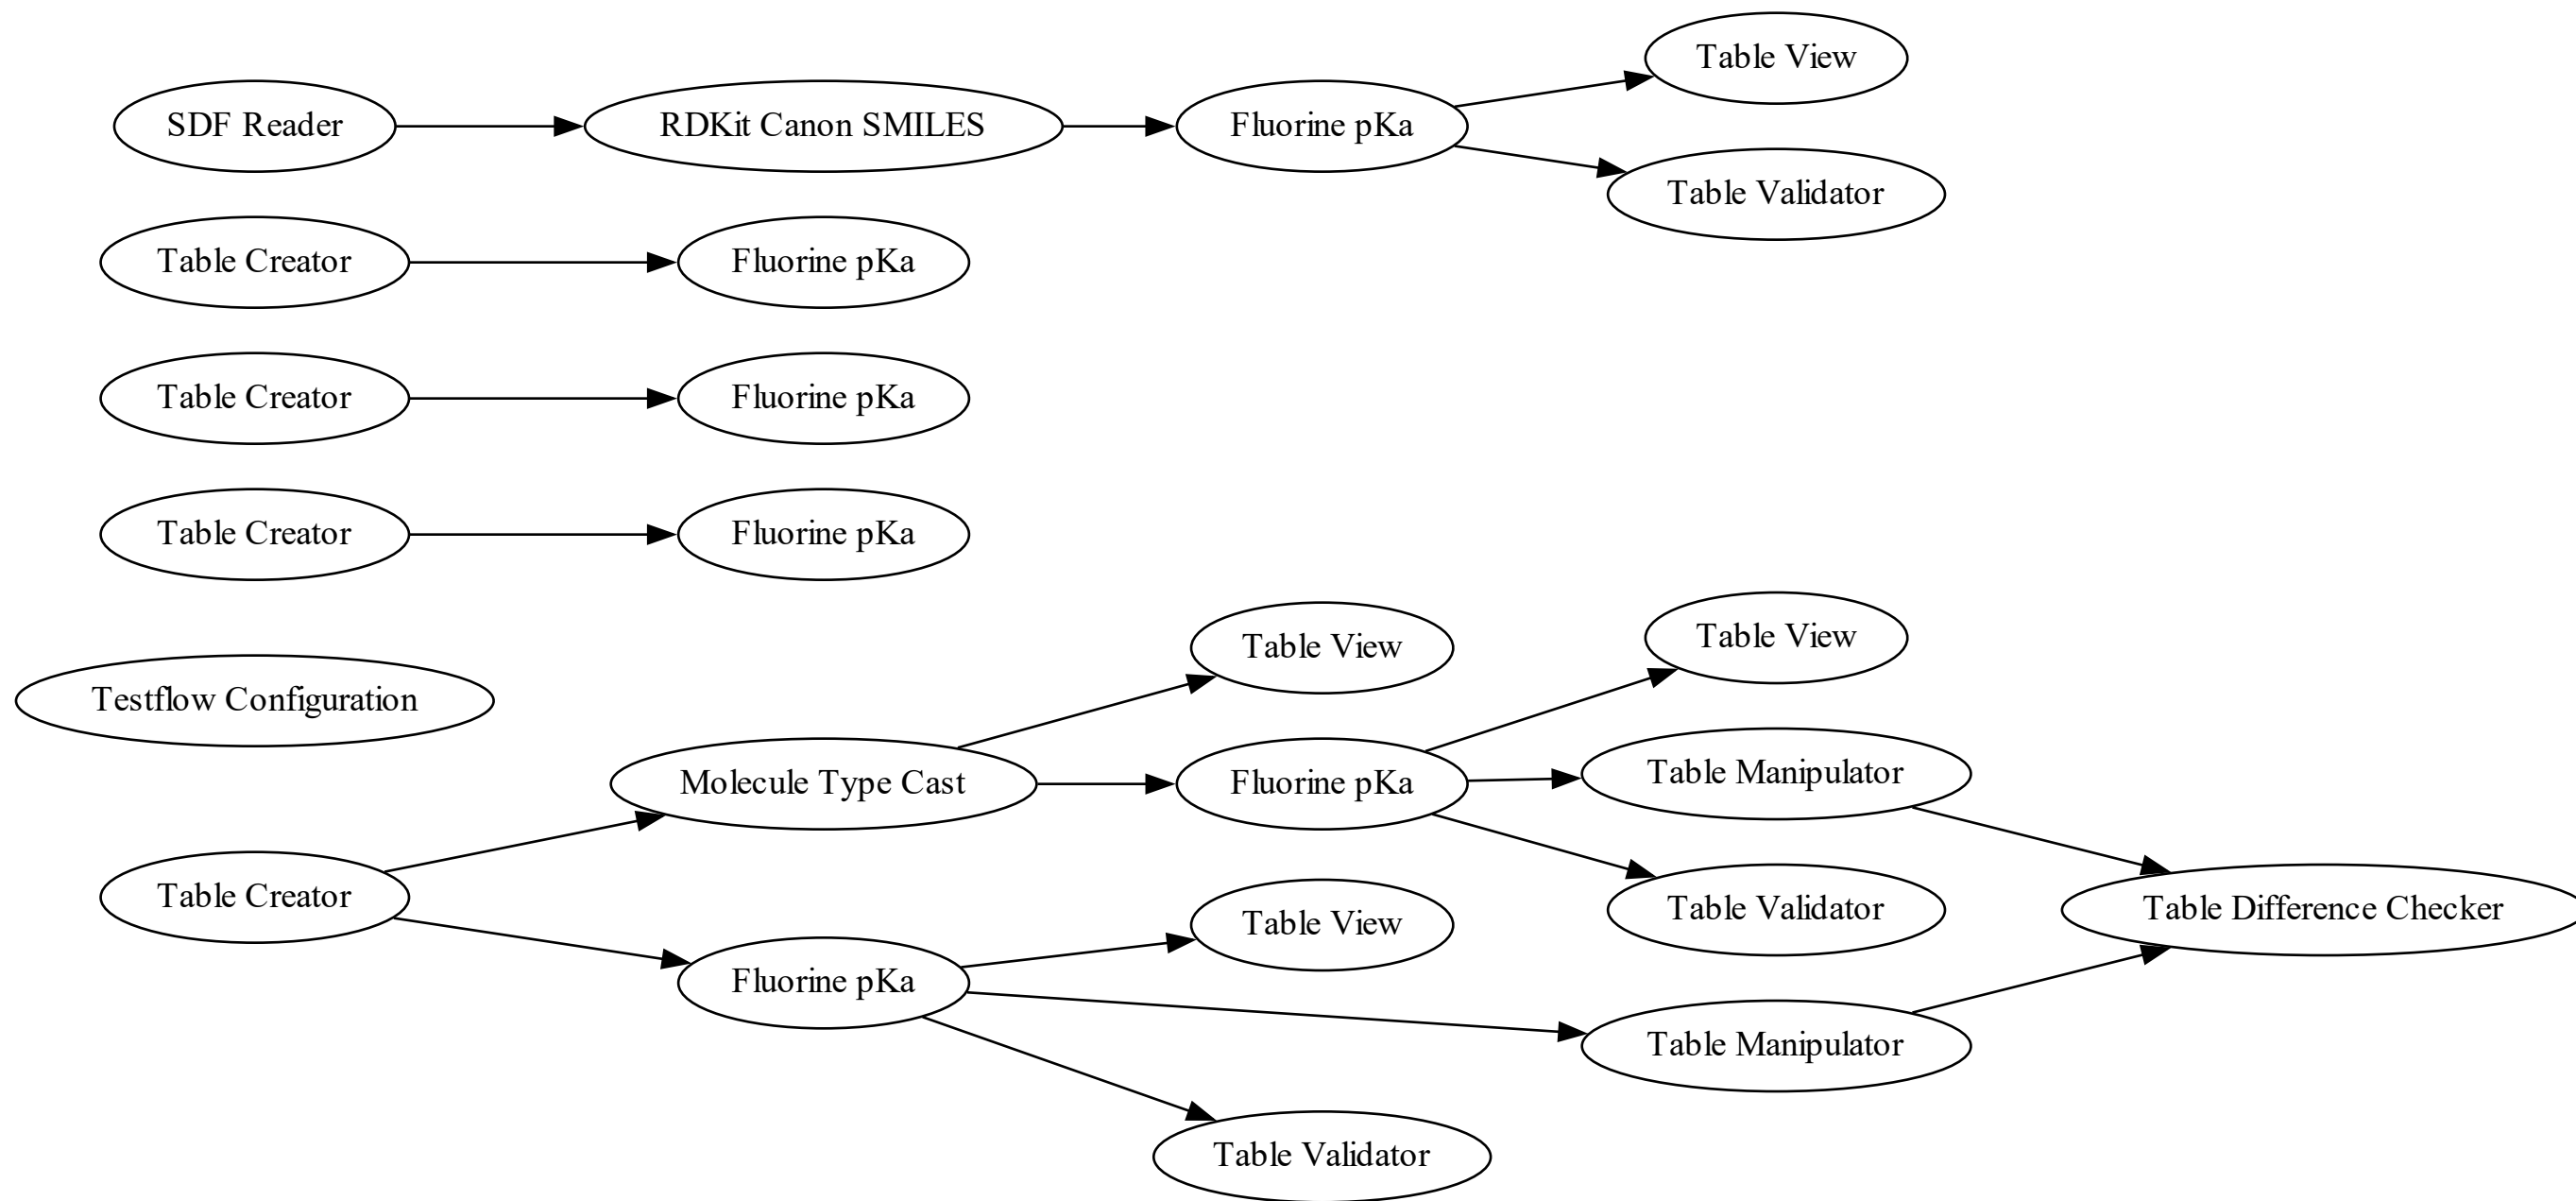 Table View
SDF Reader
RDKit Canon SMILES
Fluorine pKa
Table Validator
Table Creator
Fluorine pKa
Table Creator
Fluorine pKa
Table Creator
Fluorine pKa
Table View
Table View
Testflow Configuration
Molecule Type Cast
Fluorine pKa
Table Manipulator
Table Creator
Table View
Table Validator
Table Difference Checker
Fluorine pKa
Table Manipulator
Table Validator